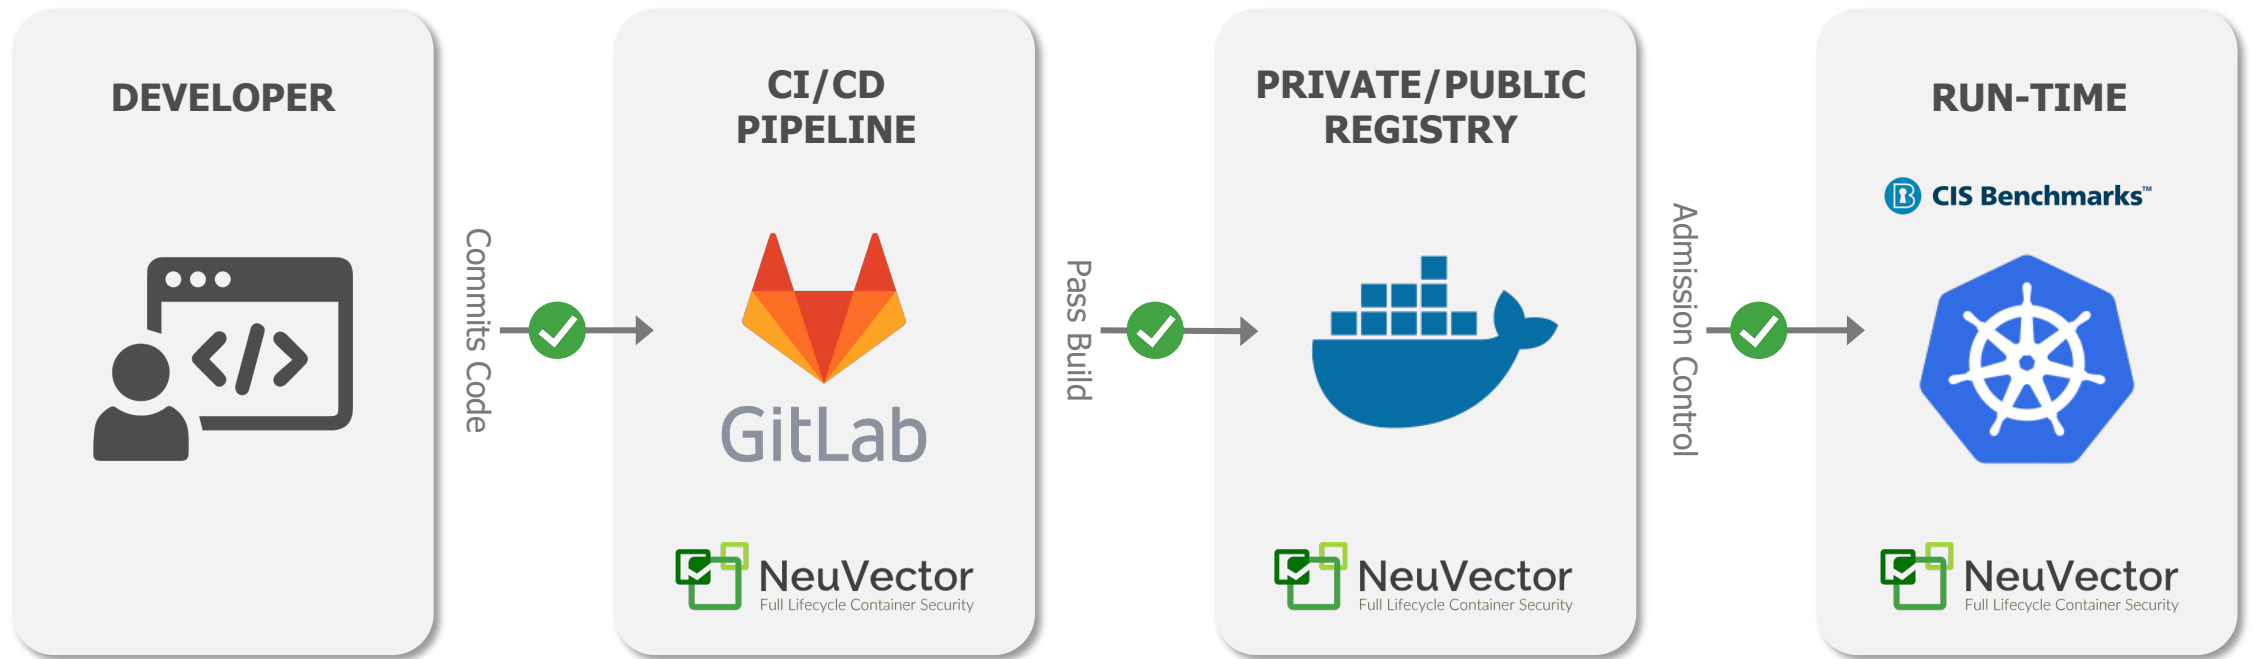 DEVELOPER
Commits Code
CI/CD
PIPELINE
GitLab
NeuVector
Full Lifecycle Container Security
Pass Build
PRIVATE/PUBLIC
REGISTRY
NeuVector
Full Lifecycle Container Security
Admission Control
RUN-TIME
CIS Benchmarks™
NeuVector
Full Lifecycle Container Security